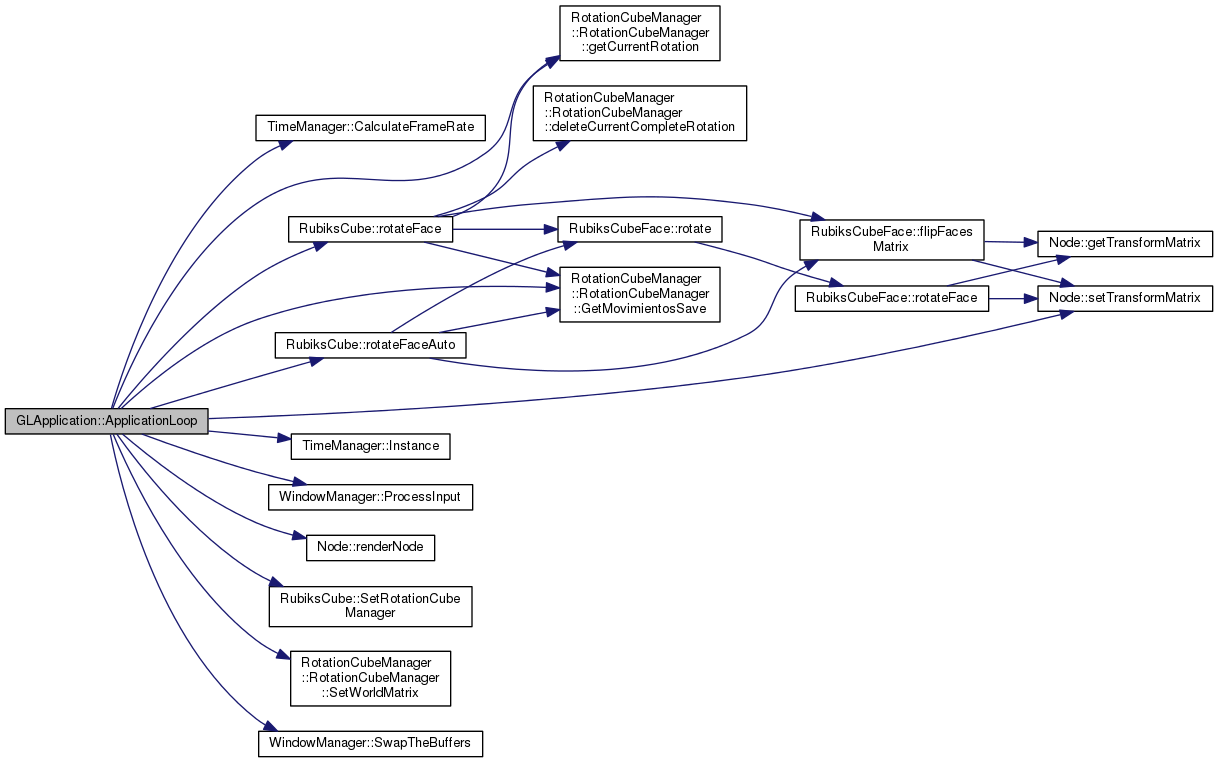 RotationCubeManager
::RotationCubeManager
::getCurrentRotation
RotationCubeManager
::RotationCubeManager
::deleteCurrentCompleteRotation
TimeManager::CalculateFrameRate
RubiksCube::rotateFace
RubiksCubeFace::rotate
RubiksCubeFace::flipFaces
Matrix
Node::getTransformMatrix
RotationCubeManager
::RotationCubeManager
::GetMovimientosSave
RubiksCubeFace::rotateFace
Node::setTransformMatrix
RubiksCube::rotateFaceAuto
GLApplication::ApplicationLoop
TimeManager::Instance
WindowManager::ProcessInput
Node::renderNode
RubiksCube::SetRotationCube
Manager
RotationCubeManager
::RotationCubeManager
::SetWorldMatrix
WindowManager::SwapTheBuffers